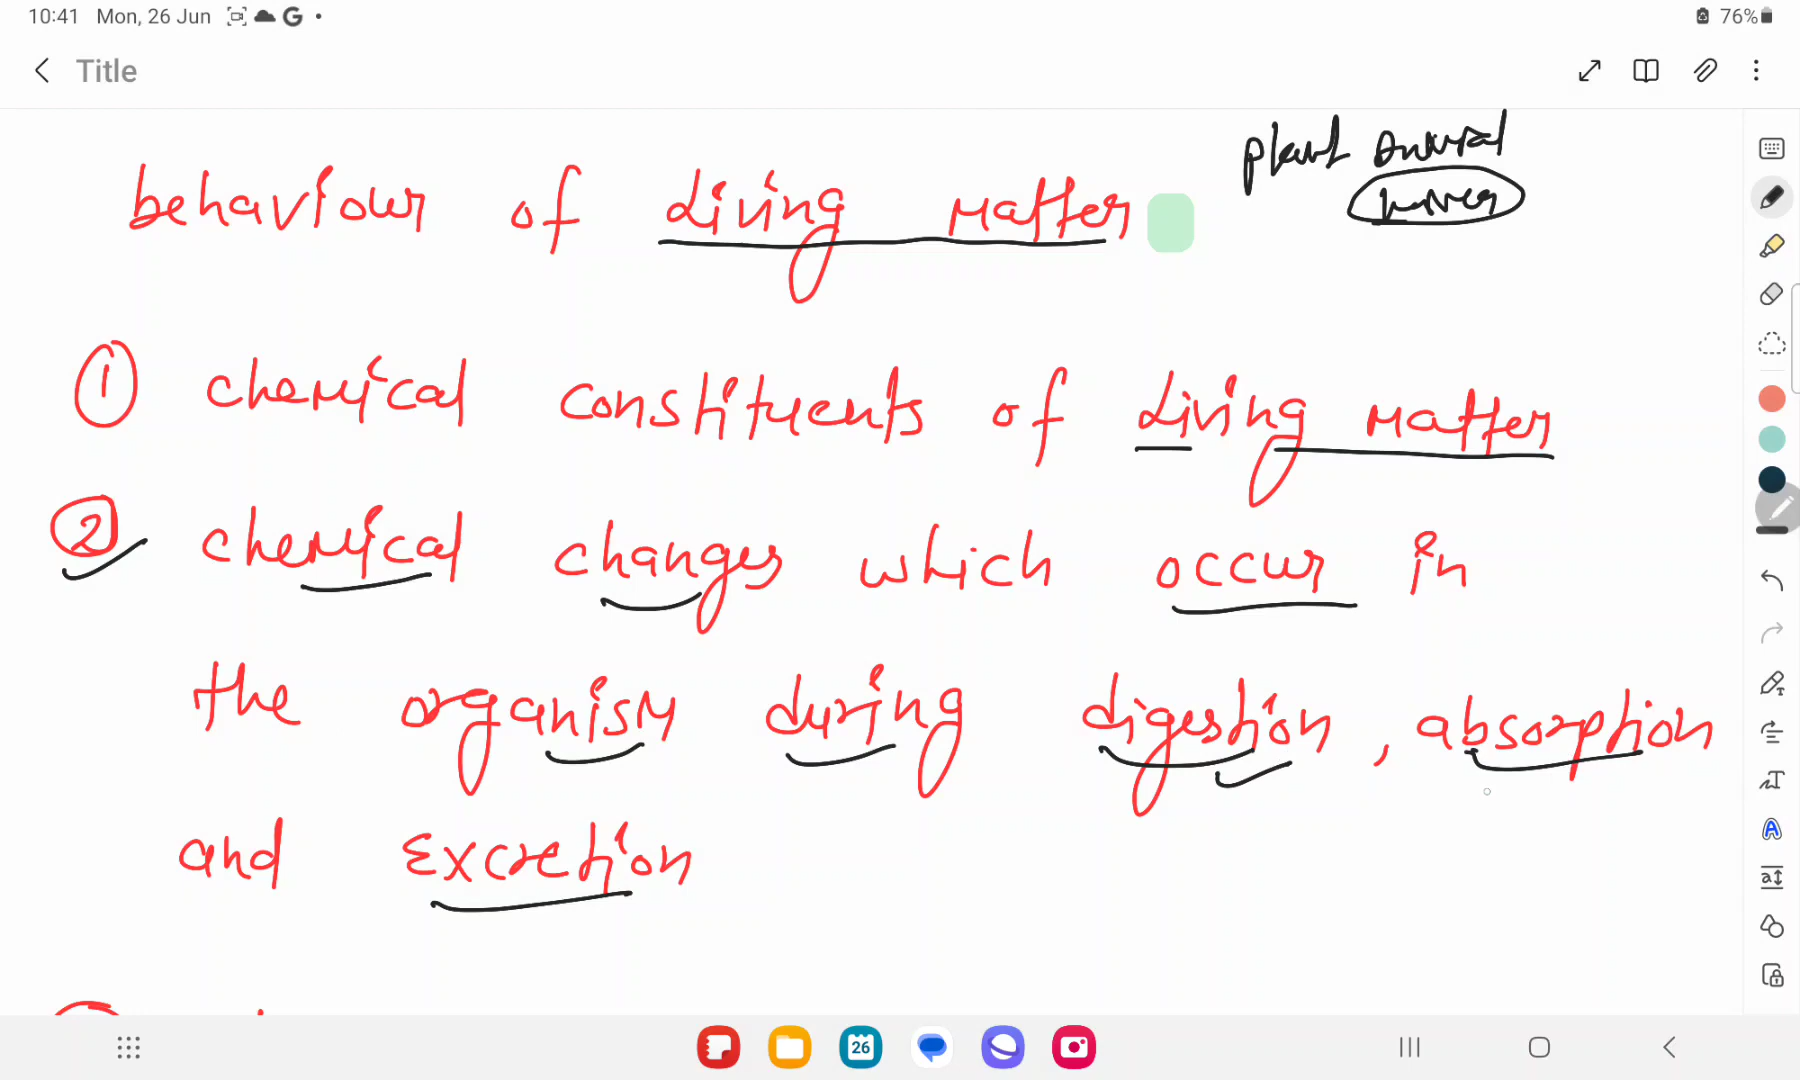 10:41 Mon, 26 Jun
76%
Title
plant animal
behaviour of living matter
1 chemical constituents of living matter
2 chemical changes which occur in
the organism during digestion, absorption
and Excretion
26